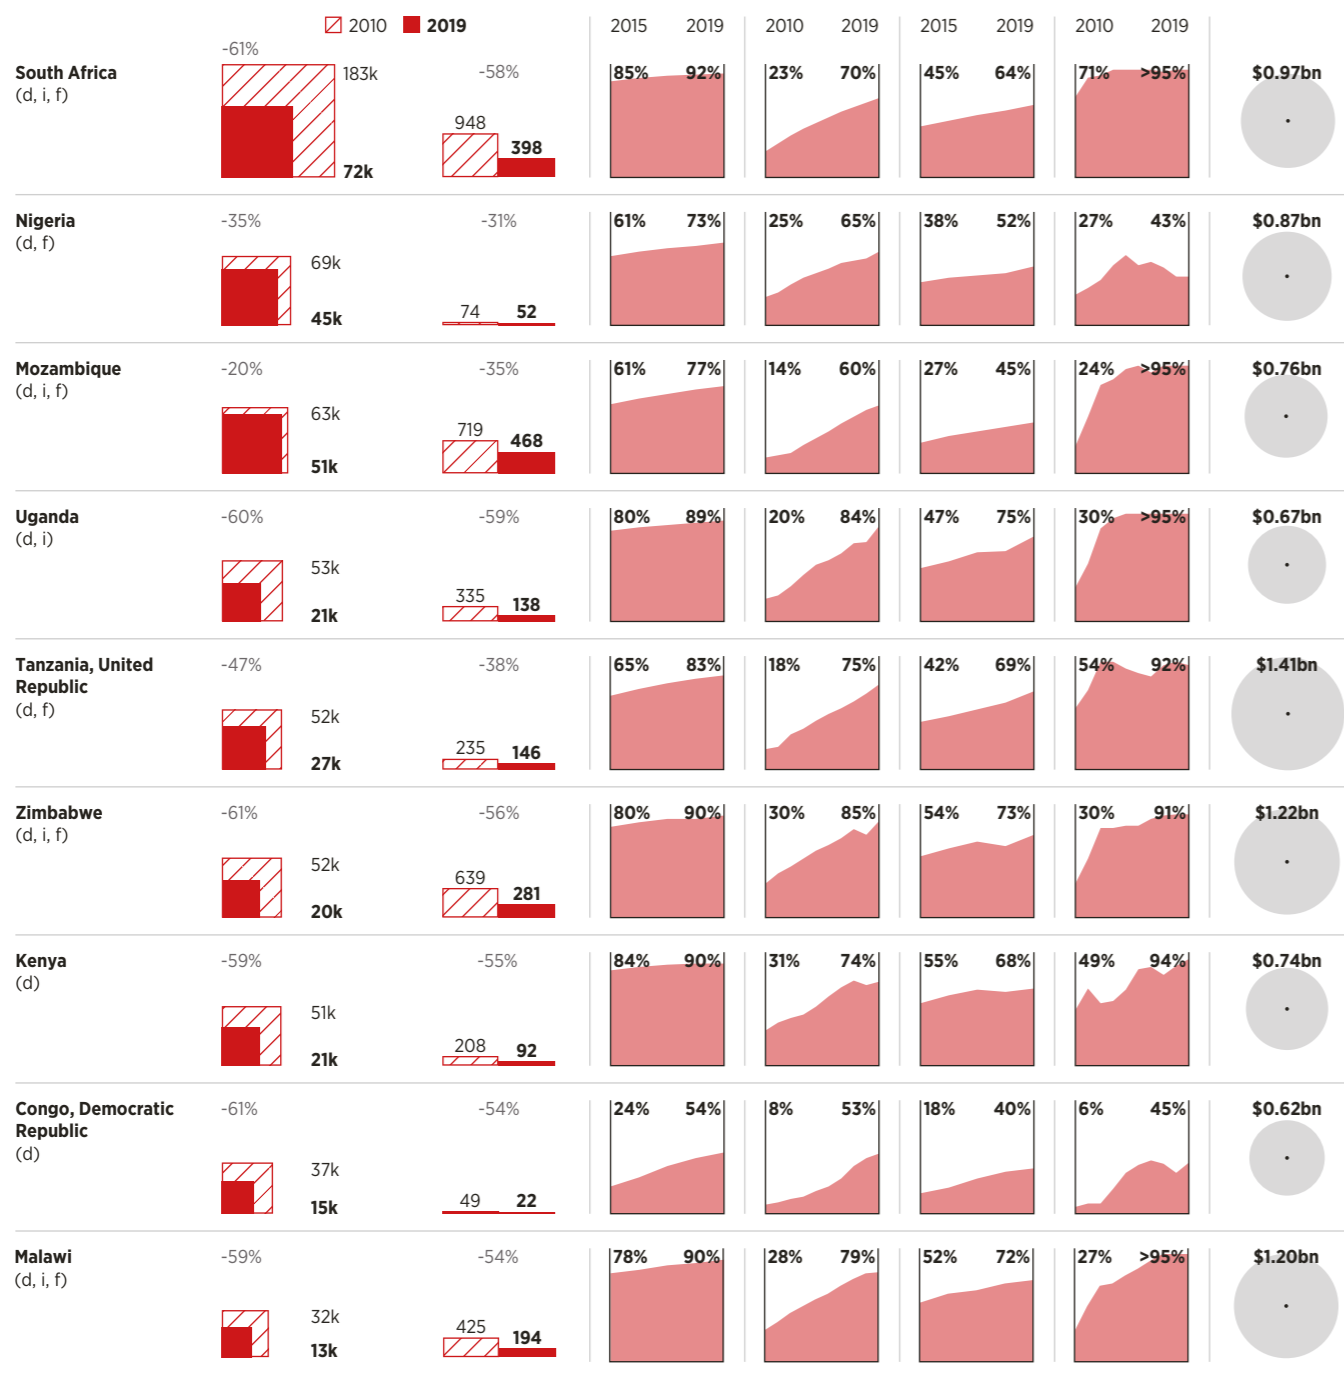 2010 2019 2015 2019 2010 2019 2015 2019 2010 2019
-61%
South Africa 183k -58% 85% 92% 23% 70% 45% 64% 71% >95% $0.97bn
(d, i, f)
948
398
72k
Nigeria -35% -31% 61% 73% 25% 65% 38% 52% 27% 43% $0.87bn
(d, f)
69k
74 52
45k
Mozambique -20% -35% 61% 77% 14% 60% 27% 45% 24% >95% $0.76bn
(d, i, f)
63k
719
468
51k
Uganda -60% -59% 80% 89% 20% 84% 47% 75% 30% >95% $0.67bn
(d, i)
53k
335
138
21k
Tanzania, United -47% -38% 65% 83% 18% 75% 42% 69% 54% 92% $1.41bn
Republic
(d, f)
52k
235 146
27k
Zimbabwe -61% -56% 80% 90% 30% 85% 54% 73% 30% 91% $1.22bn
(d, i, f)
52k
639
281
20k
Kenya -59% -55% 84% 90% 31% 74% 55% 68% 49% 94% $0.74bn
(d)
51k
208 92
21k
Congo, Democratic -61% -54% 24% 54% 8% 53% 18% 40% 6% 45% $0.62bn
Republic
(d)
37k
49 22
15k
Malawi -59% -54% 78% 90% 28% 79% 52% 72% 27% >95% $1.20bn
(d, i, f)
32k
425
194
13k